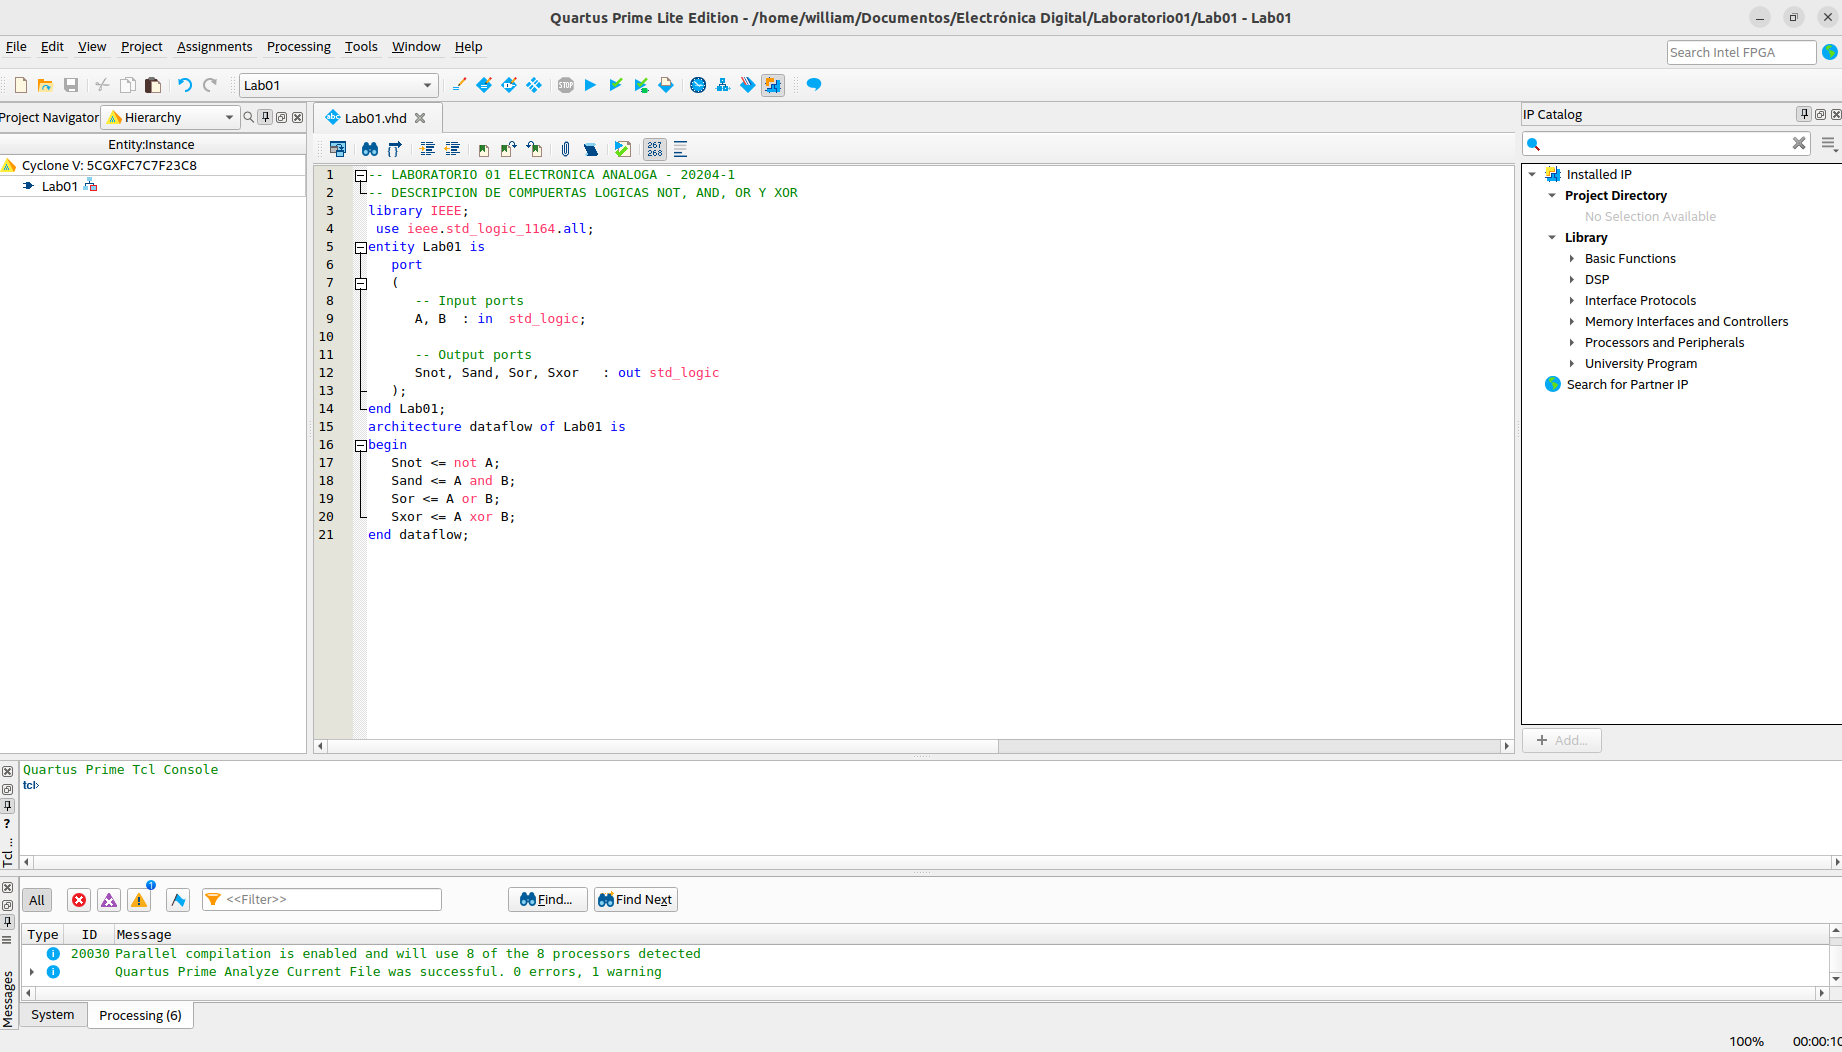 Quartus Prime Lite Edition - /home/william/Documentos/Electrónica Digital/Laboratorio01/Lab01 - Lab01
File Edit View Project Assignments Processing Tools Window Help
Search Intel FPGA
Lab01
STOP
Project Navigator Hierarchy
Entity:Instance
Cyclone V: 5CGXFC7C7F23C8
Lab01
abc Lab01.vhd
267
268
1 -- LABORATORIO 01 ELECTRONICA ANALOGA - 20204-1
2 -- DESCRIPCION DE COMPUERTAS LOGICAS NOT, AND, OR Y XOR
3 library IEEE;
4 use ieee.std_logic_1164.all;
5 entity Lab01 is
6 port
7 (
8 -- Input ports
9 A, B : in std_logic;
10
11 -- Output ports
12 Snot, Sand, Sor, Sxor : out std_logic
13 );
14 end Lab01;
15 architecture dataflow of Lab01 is
16 begin
17 Snot <= not A;
18 Sand <= A and B;
19 Sor <= A or B;
20 Sxor <= A xor B;
21 end dataflow;
IP Catalog
Installed IP
Project Directory
No Selection Available
Library
Basic Functions
DSP
Interface Protocols
Memory Interfaces and Controllers
Processors and Peripherals
University Program
Search for Partner IP
+ Add...
Quartus Prime Tcl Console
tcl>
?
Tcl ...
All
1
<<Filter>>
Find...
Find Next
Type ID Message
20030 Parallel compilation is enabled and will use 8 of the 8 processors detected
Quartus Prime Analyze Current File was successful. 0 errors, 1 warning
Messages
System Processing (6)
100% 00:00:10